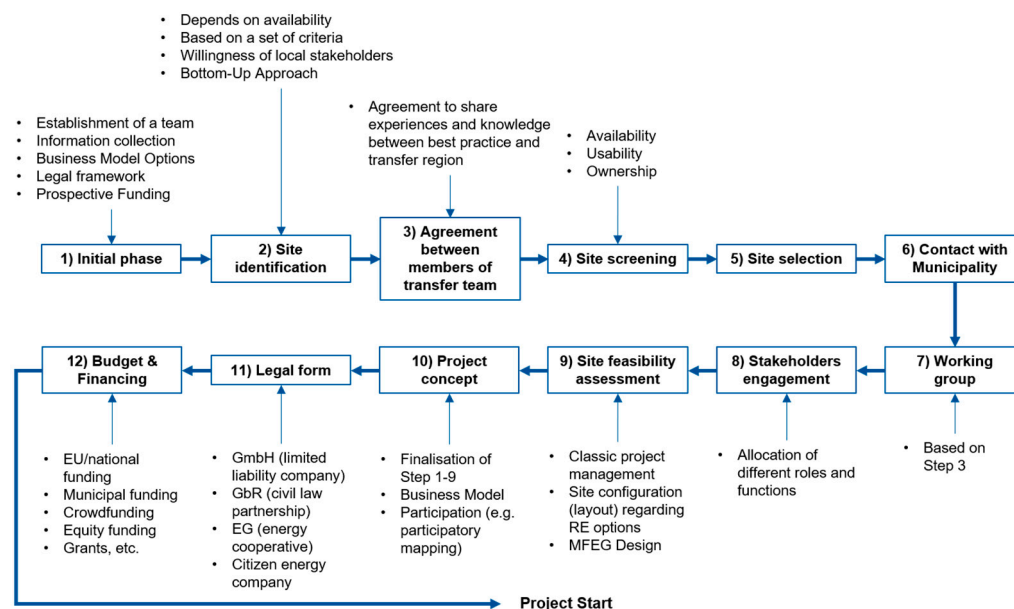 • Depends on availability
• Based on a set of criteria
• Willingness of local stakeholders
• Bottom-Up Approach
• Establishment of a team
• Information collection
• Business Model Options
• Legal framework
• Prospective Funding
• Agreement to share
experiences and knowledge
between best practice and
transfer region
• Availability
• Usability
• Ownership
1) Initial phase
2) Site
identification
3) Agreement
between
members of
transfer team
4) Site screening
5) Site selection
6) Contact with
Municipality
7) Working
group
8) Stakeholders
engagement
9) Site feasibility
assessment
10) Project
concept
11) Legal form
12) Budget &
Financing
• Based on
Step 3
• Allocation of
different roles and
functions
• Classic project
management
• Site configuration
(layout) regarding
RE options
• MFEG Design
• Finalisation of
Step 1-9
• Business Model
• Participation (e.g.
participatory
mapping)
• GmbH (limited
liability company)
• GbR (civil law
partnership)
• EG (energy
cooperative)
• Citizen energy
company
• EU/national
funding
• Municipal funding
• Crowdfunding
• Equity funding
• Grants, etc.
Project Start